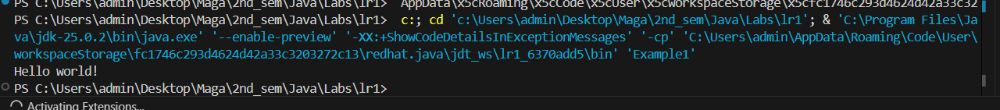 PS C:\Users\admin\Desktop\Maga\2nd_sem\Java\Labs\lr1> AppData\x5cRoaming\x5cCode\x5cUser\x5cworkspaceStorage\x5cfc1746c293d4624d42a33c32
PS C:\Users\admin\Desktop\Maga\2nd_sem\Java\Labs\lr1> c:; cd 'c:\Users\admin\Desktop\Maga\2nd_sem\Java\Labs\lr1'; & 'C:\Program Files\Ja
va\jdk-25.0.2\bin\java.exe' '--enable-preview' '-XX:+ShowCodeDetailsInExceptionMessages' '-cp' 'C:\Users\admin\AppData\Roaming\Code\User\
workspaceStorage\fc1746c293d4624d42a33c3203272c13\redhat.java\jdt_ws\lr1_6370add5\bin' 'Example1'
Hello world!
PS C:\Users\admin\Desktop\Maga\2nd_sem\Java\Labs\lr1>
Activating Extensions...